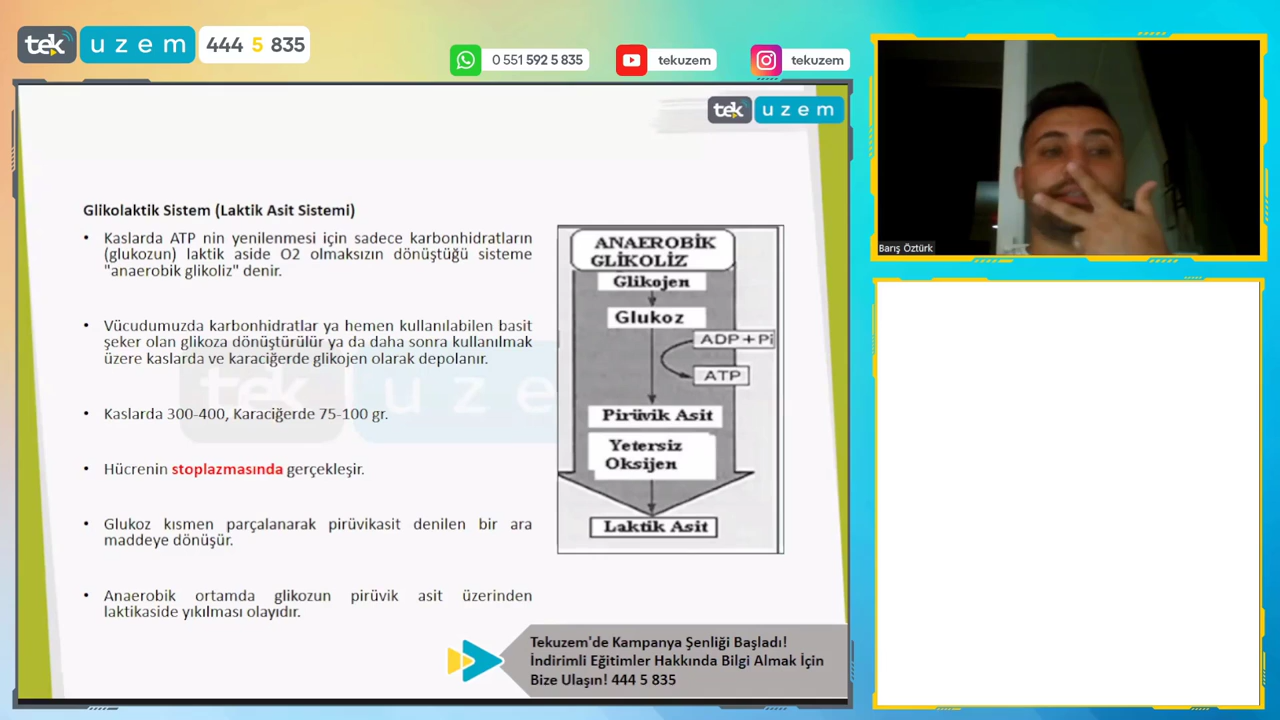 tek uzem 444 5 835
0 551 592 5 835
tekuzem
tekuzem
tek uzem
Glikolaktik Sistem (Laktik Asit Sistemi)
• Kaslarda ATP nin yenilenmesi için sadece karbonhidratların
(glukozun) laktik aside O2 olmaksızın dönüştüğü sisteme
"anaerobik glikoliz" denir.
• Vücudumuzda karbonhidratlar ya hemen kullanılabilen basit
şeker olan glikoza dönüştürülür ya da daha sonra kullanılmak
üzere kaslarda ve karaciğerde glikojen olarak depolanır.
• Kaslarda 300-400, Karaciğerde 75-100 gr.
• Hücrenin stoplazmasında gerçekleşir.
• Glukoz kısmen parçalanarak pirüvikasit denilen bir ara
maddeye dönüşür.
• Anaerobik ortamda glikozun pirüvik asit üzerinden
laktikaside yıkılması olayıdır.
ANAEROBİK
GLİKOLİZ
Glikojen
Glukoz
ADP+Pi
ATP
Pirüvik Asit
Yetersiz
Oksijen
Laktik Asit
tek uze
Tekuzem'de Kampanya Şenliği Başladı!
İndirimli Eğitimler Hakkında Bilgi Almak İçin
Bize Ulaşın! 444 5 835
Barış Öztürk